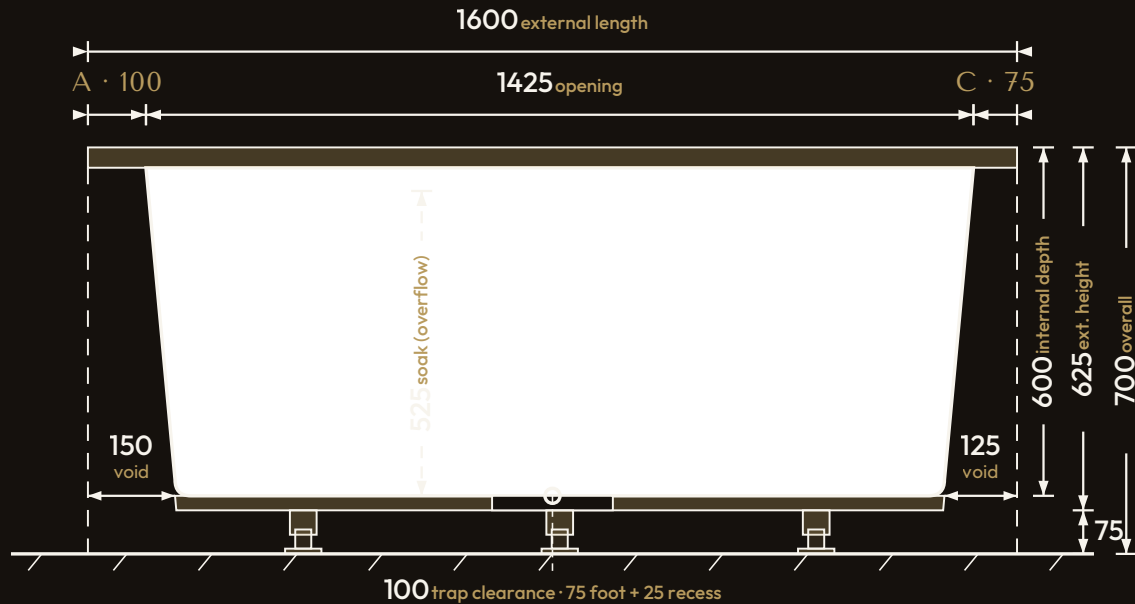 1600 external length
A · 100
1425 opening
C · 75
525 soak (overflow)
600 internal depth
625 ext. height
700 overall
150
void
125
void
75
100 trap clearance · 75 foot + 25 recess